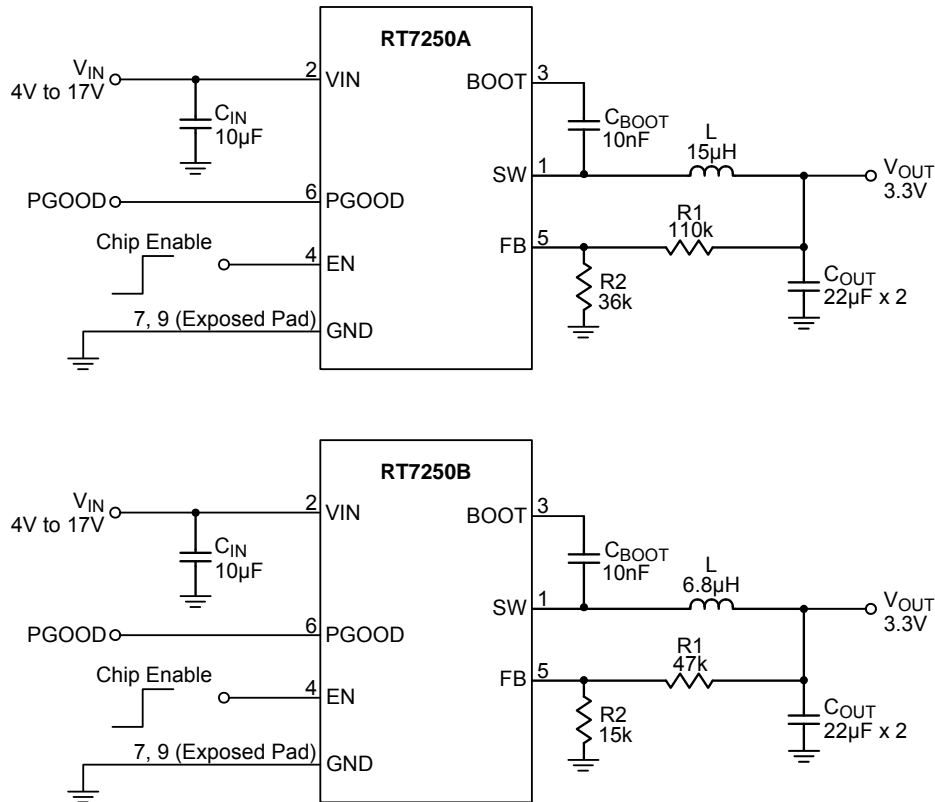 RT7250A
VIN
4V to 17V
2
VIN
CIN
10µF
BOOT
3
CBOOT
10nF
L
15µH
SW
1
VOUT
3.3V
PGOOD
6
PGOOD
Chip Enable
4
EN
FB
5
R1
110k
R2
36k
COUT
22µF x 2
7, 9 (Exposed Pad)
GND
RT7250B
VIN
4V to 17V
2
VIN
CIN
10µF
BOOT
3
CBOOT
10nF
L
6.8µH
SW
1
VOUT
3.3V
PGOOD
6
PGOOD
Chip Enable
4
EN
FB
5
R1
47k
R2
15k
COUT
22µF x 2
7, 9 (Exposed Pad)
GND